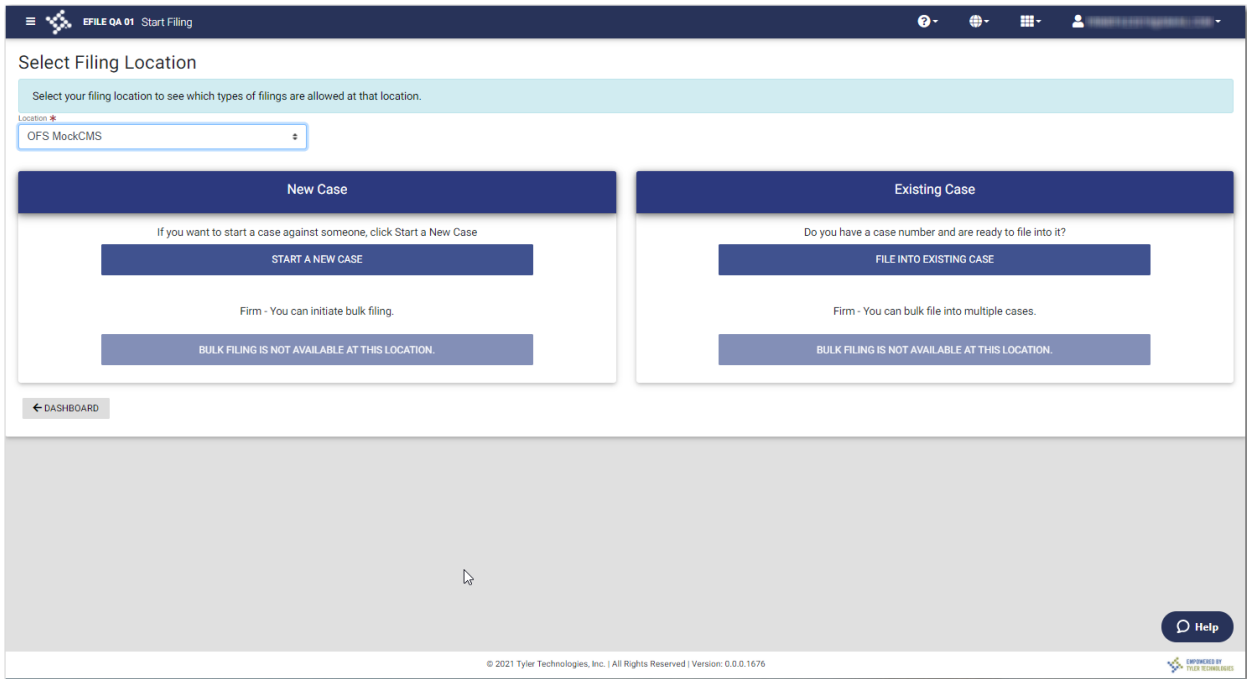 EFILE QA 01 Start Filing
Select Filing Location
Select your filing location to see which types of filings are allowed at that location.
Location *
OFS MockCMS
New Case
If you want to start a case against someone, click Start a New Case
START A NEW CASE
Firm - You can initiate bulk filing.
BULK FILING IS NOT AVAILABLE AT THIS LOCATION.
Existing Case
Do you have a case number and are ready to file into it?
FILE INTO EXISTING CASE
Firm - You can bulk file into multiple cases.
BULK FILING IS NOT AVAILABLE AT THIS LOCATION.
DASHBOARD
Help
© 2021 Tyler Technologies, Inc. | All Rights Reserved | Version: 0.0.0.1676
EMPOWERED BY
TYLER TECHNOLOGIES